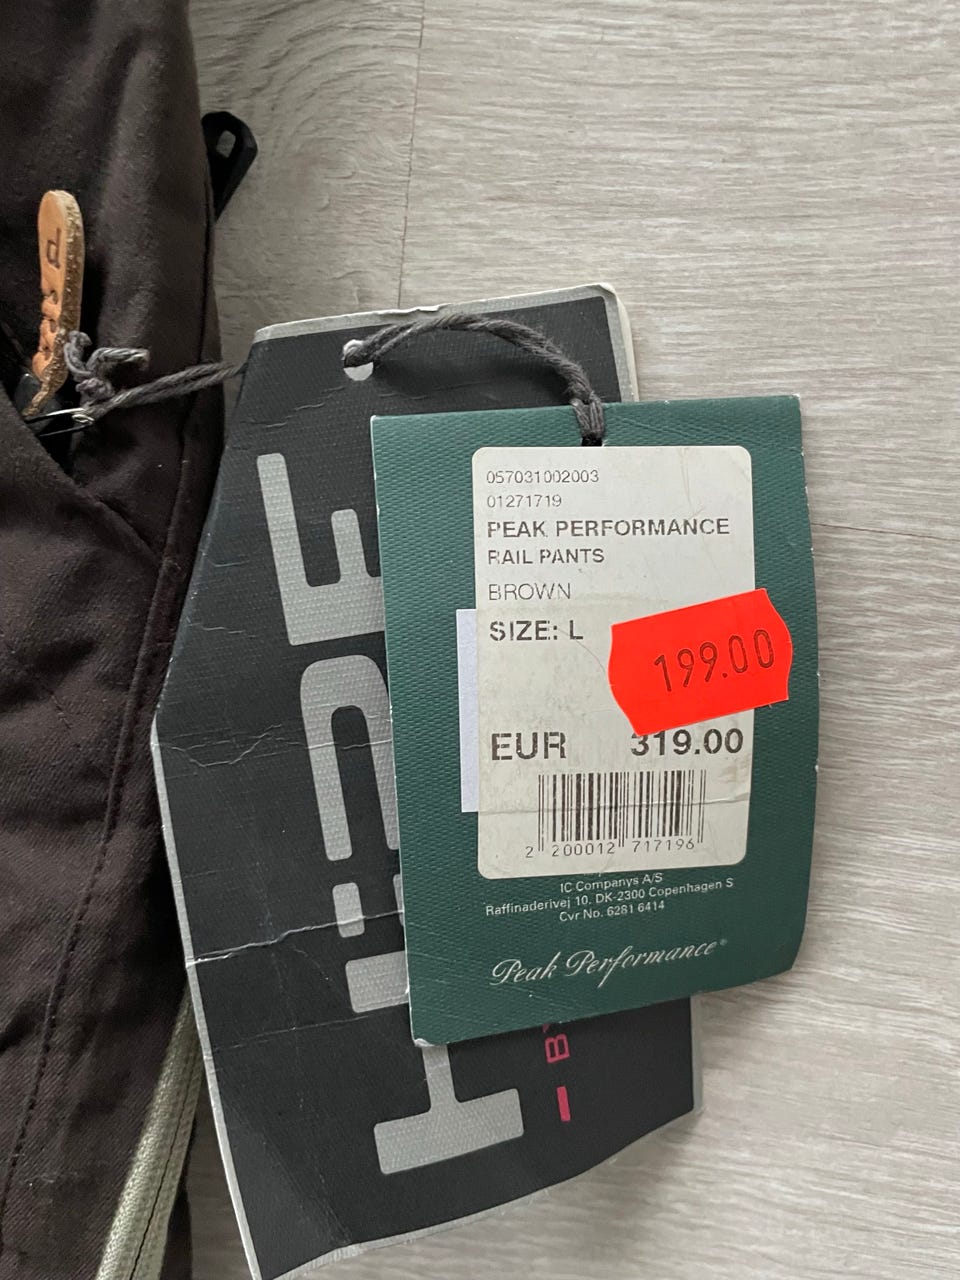 057031002003
01271719
PEAK PERFORMANCE
RAIL PANTS
BROWN
SIZE: L
199.00
EUR 319.00
2 200012 717196
IC Companys A/S
Raffinaderivej 10. DK-2300 Copenhagen S
Cvr No. 6281 6414
Peak Performance®